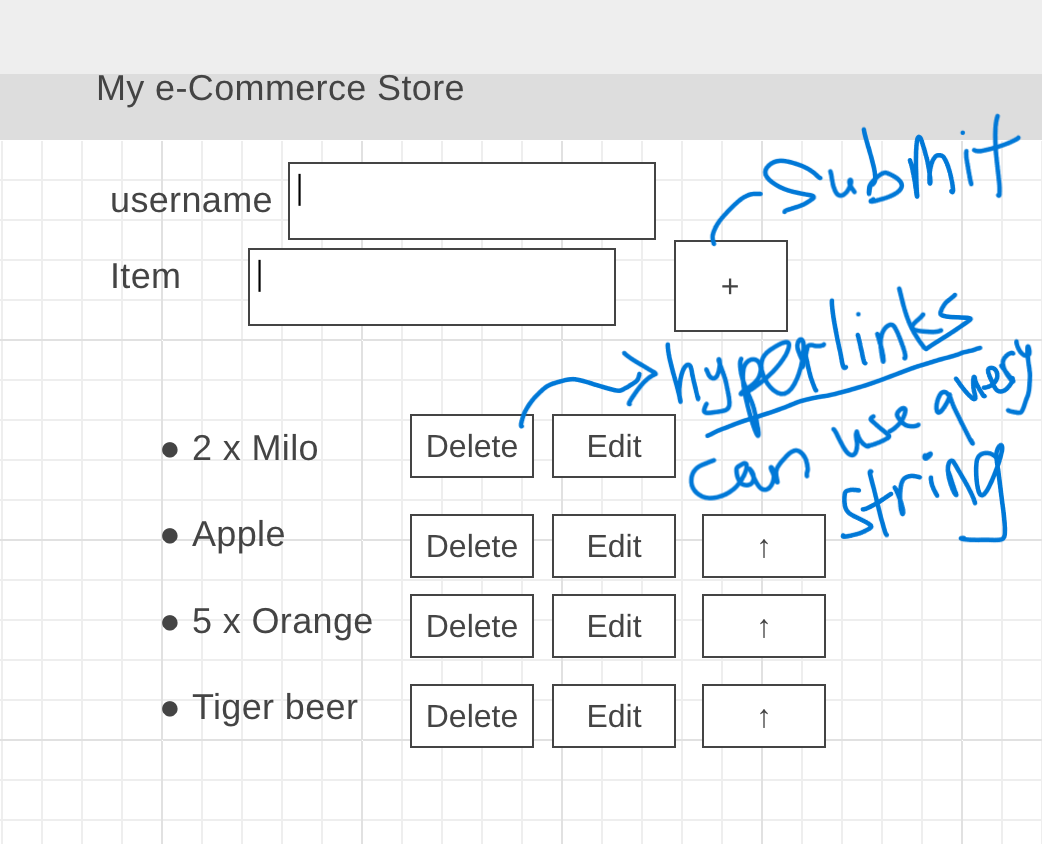 My e-Commerce Store
submit
username
Item
+
hyperlinks
can use query
string
2 x Milo Delete Edit
Apple Delete Edit ↑
5 x Orange Delete Edit ↑
Tiger beer Delete Edit ↑